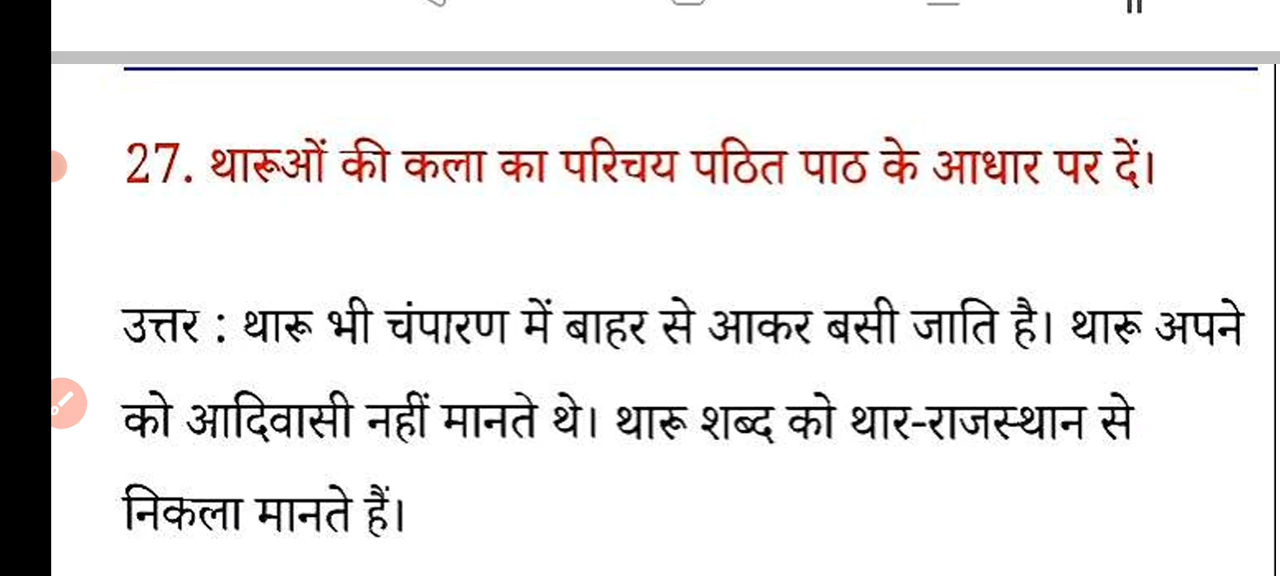 27. थारूओं की कला का परिचय पठित पाठ के आधार पर दें।
उत्तर : थारू भी चंपारण में बाहर से आकर बसी जाति है। थारू अपने
को आदिवासी नहीं मानते थे। थारू शब्द को थार-राजस्थान से
निकला मानते हैं।